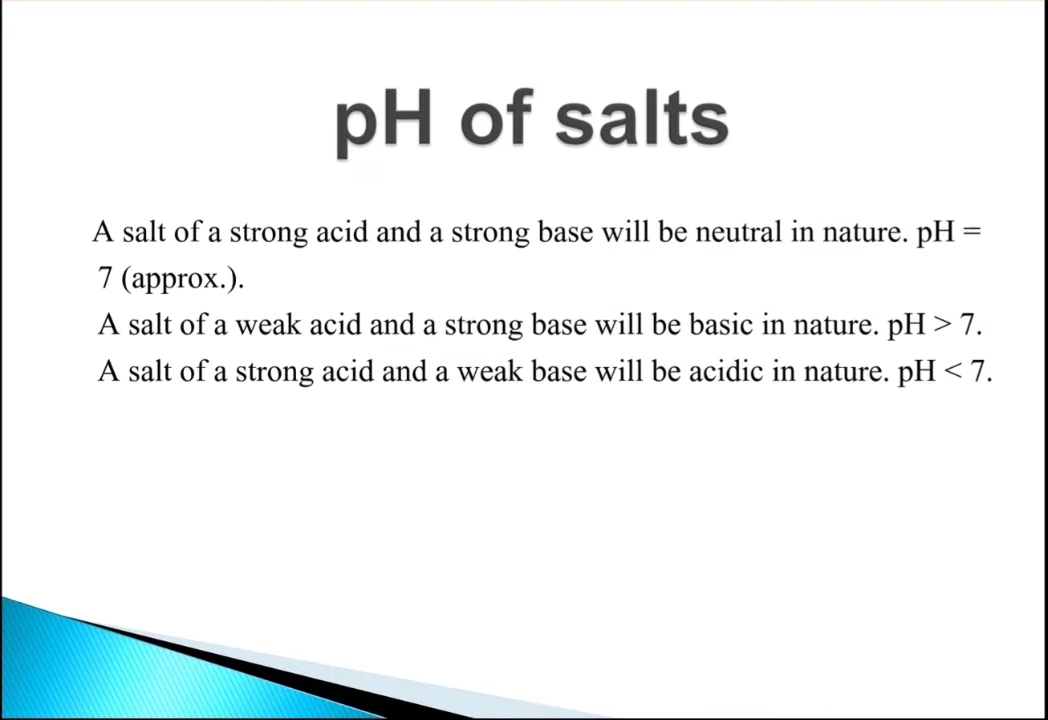 pH of salts
A salt of a strong acid and a strong base will be neutral in nature. pH =
7 (approx.).
A salt of a weak acid and a strong base will be basic in nature. pH > 7.
A salt of a strong acid and a weak base will be acidic in nature. pH < 7.